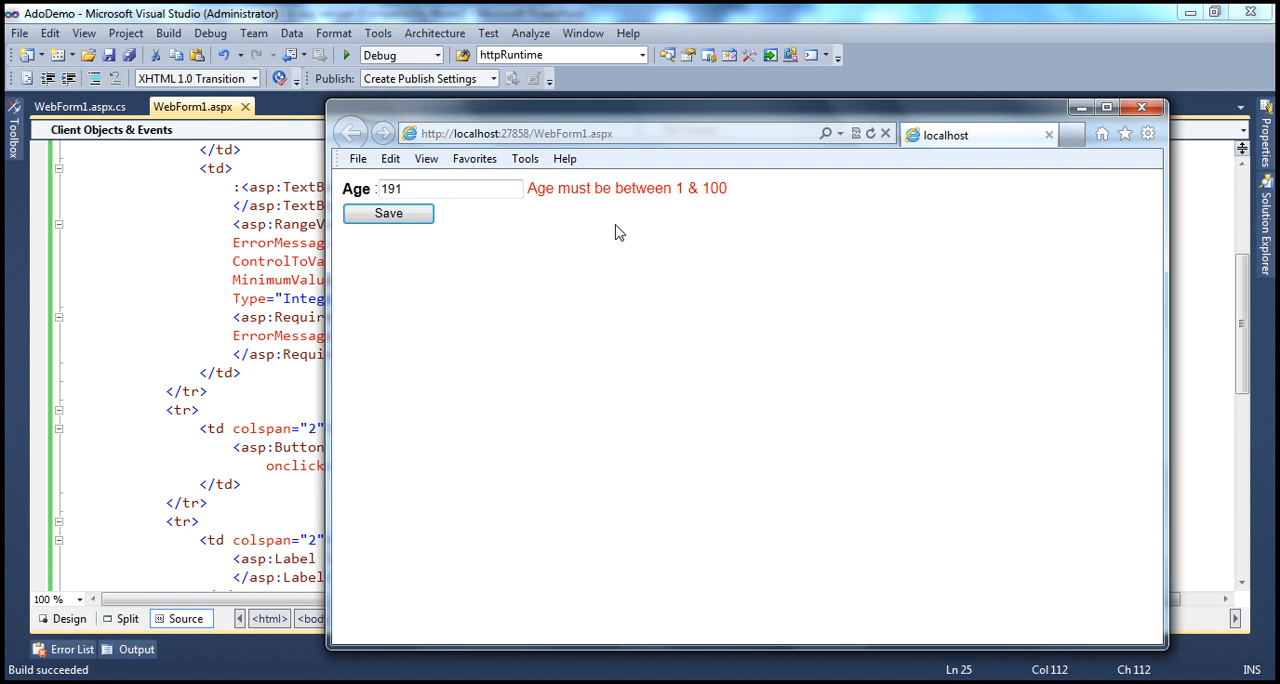 AdoDemo - Microsoft Visual Studio (Administrator)
File Edit View Project Build Debug Team Data Format Tools Architecture Test Analyze Window Help
Debug httpRuntime
XHTML 1.0 Transition Publish: Create Publish Settings
WebForm1.aspx.cs WebForm1.aspx
Client Objects & Events
Toolbox
Properties
Solution Explorer
</td>
<td>
:<asp:TextB
</asp:TextB
<asp:RangeV
ErrorMessag
ControlToVa
MinimumValu
Type="Integ
<asp:Requir
ErrorMessag
</asp:Requi
</td>
</tr>
<tr>
<td colspan="2"
<asp:Button
onclick
</td>
</tr>
<tr>
<td colspan="2"
<asp:Label
</asp:Label
100 %
Design Split Source <html> <bod
Error List Output
Build succeeded Ln 25 Col 112 Ch 112 INS
http://localhost:27858/WebForm1.aspx localhost
File Edit View Favorites Tools Help
Age :191 Age must be between 1 & 100
Save